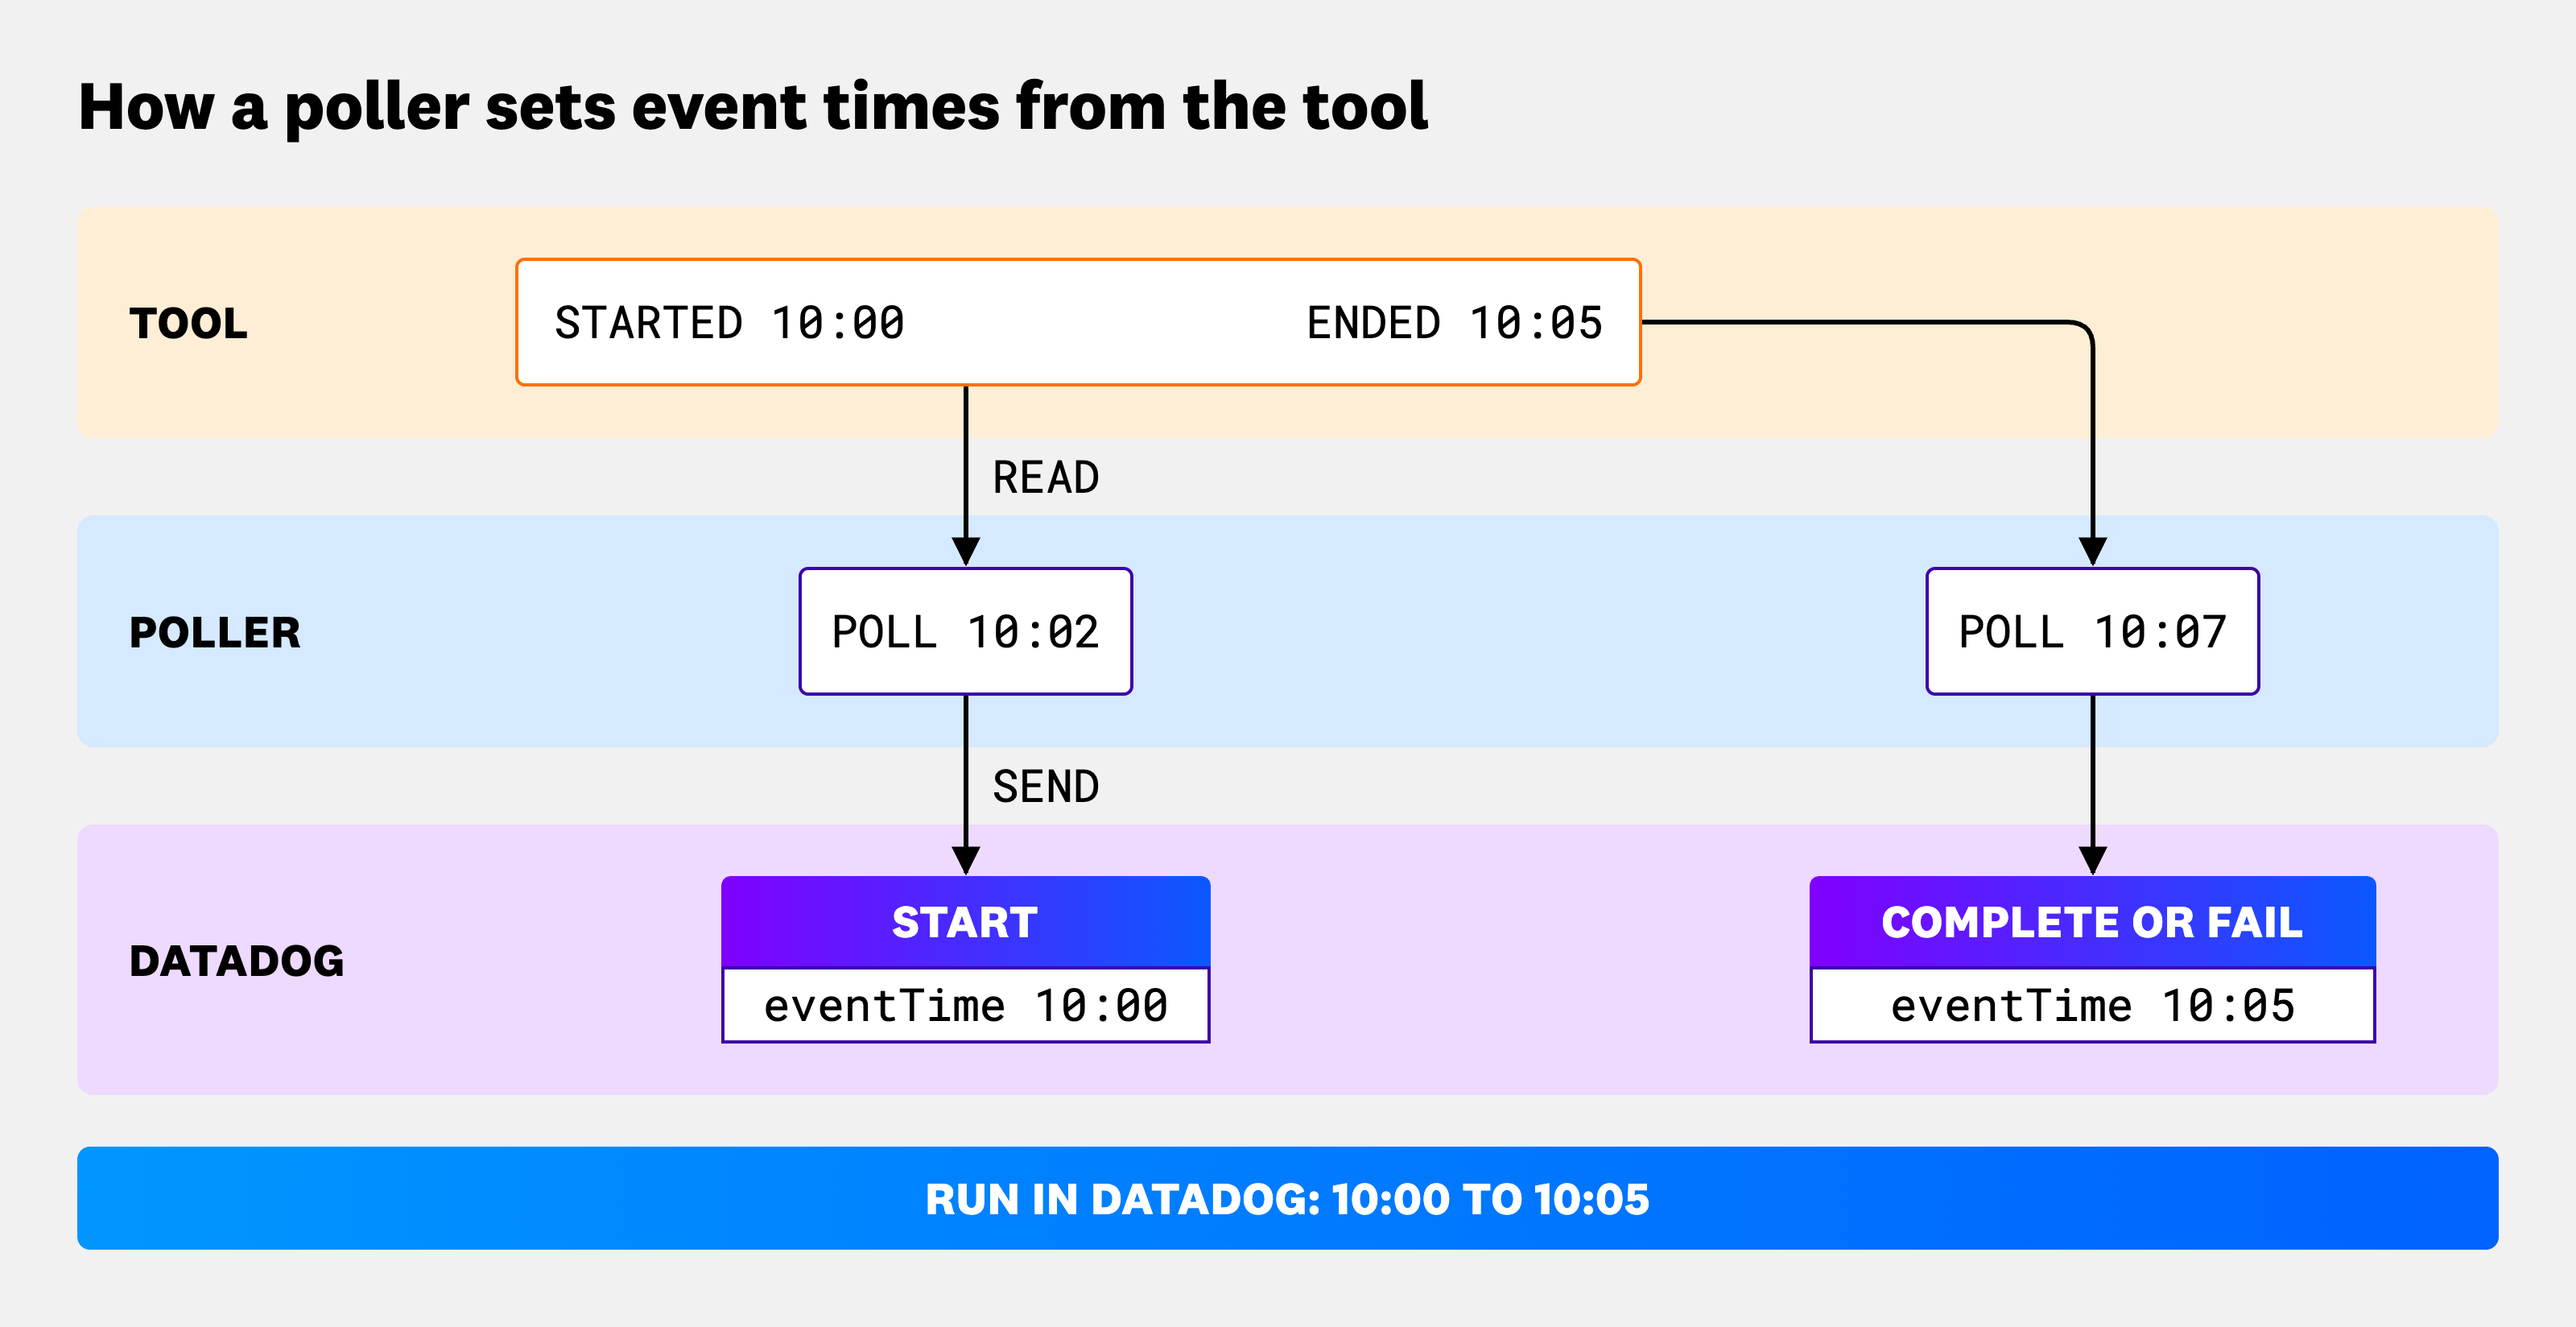 How a poller sets event times from the tool
TOOL
STARTED 10:00
ENDED 10:05
READ
POLLER
POLL 10:02
POLL 10:07
SEND
DATADOG
START
eventTime 10:00
COMPLETE OR FAIL
eventTime 10:05
RUN IN DATADOG: 10:00 TO 10:05